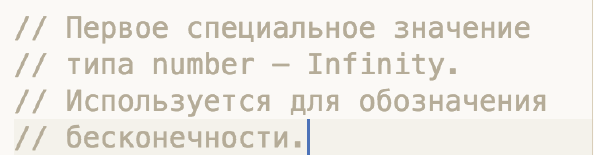 // Первое специальное значение
// типа number — Infinity.
// Используется для обозначения
// бесконечности.